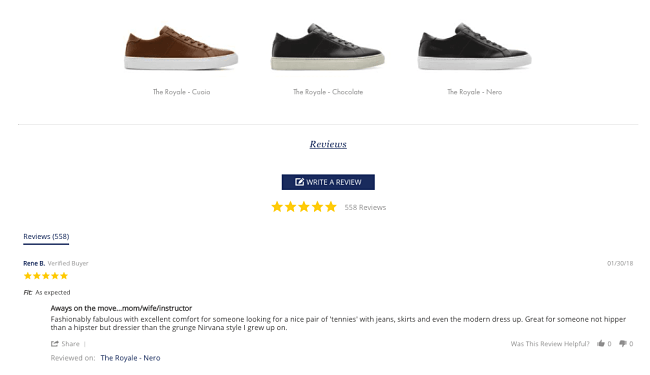 The Royale - Cuoio
The Royale - Chocolate
The Royale - Nero
Reviews
WRITE A REVIEW
558 Reviews
Reviews (558)
Rene B. Verified Buyer
01/30/18
Fit: As expected
Aways on the move...mom/wife/instructor
Fashionably fabulous with excellent comfort for someone looking for a nice pair of 'tennies' with jeans, skirts and even the modern dress up. Great for someone not hipper
than a hipster but dressier than the grunge Nirvana style I grew up on.
Share |
Was This Review Helpful? 0 0
Reviewed on: The Royale - Nero